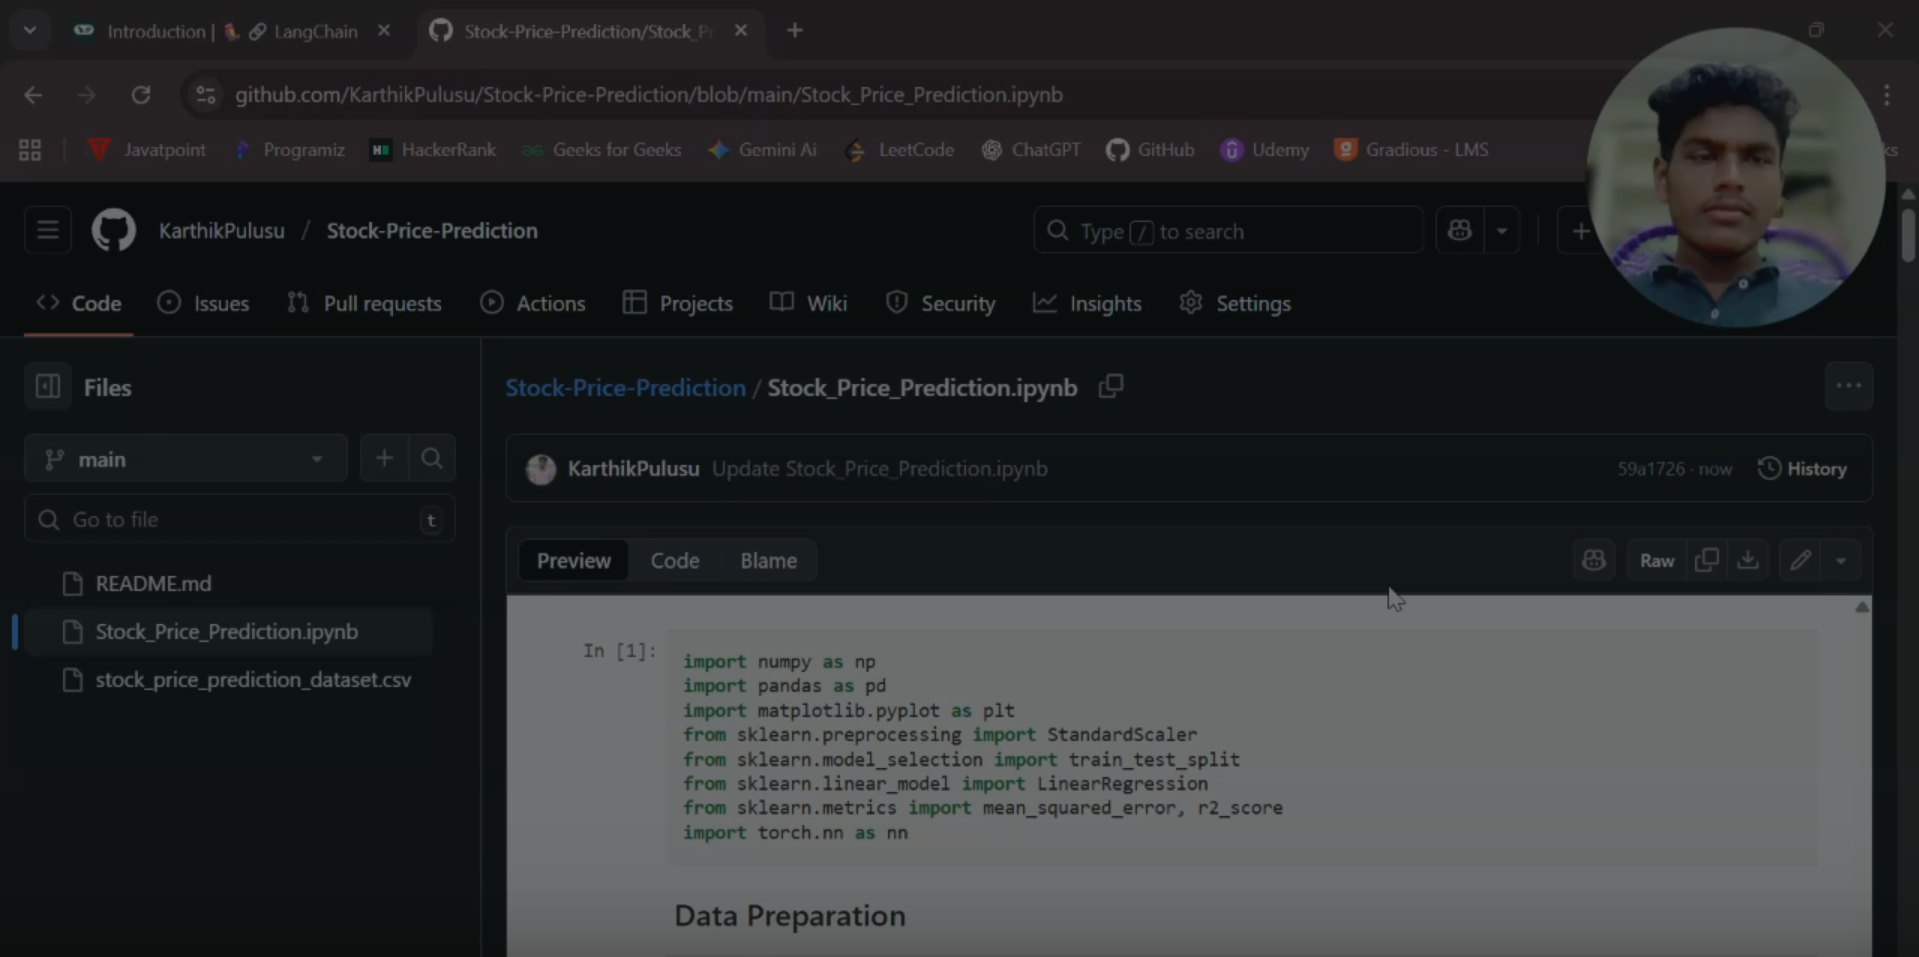 Introduction | LangChain
Stock-Price-Prediction/Stock_Pr
github.com/KarthikPulusu/Stock-Price-Prediction/blob/main/Stock_Price_Prediction.ipynb
Javatpoint
Programiz
HackerRank
Geeks for Geeks
Gemini Ai
LeetCode
ChatGPT
GitHub
Udemy
Gradious - LMS
ks
KarthikPulusu / Stock-Price-Prediction
Type / to search
Code
Issues
Pull requests
Actions
Projects
Wiki
Security
Insights
Settings
Files
main
Go to file
t
README.md
Stock_Price_Prediction.ipynb
stock_price_prediction_dataset.csv
Stock-Price-Prediction / Stock_Price_Prediction.ipynb
KarthikPulusu Update Stock_Price_Prediction.ipynb
59a1726 · now
History
Preview
Code
Blame
Raw
In [1]:
import numpy as np
import pandas as pd
import matplotlib.pyplot as plt
from sklearn.preprocessing import StandardScaler
from sklearn.model_selection import train_test_split
from sklearn.linear_model import LinearRegression
from sklearn.metrics import mean_squared_error, r2_score
import torch.nn as nn
Data Preparation